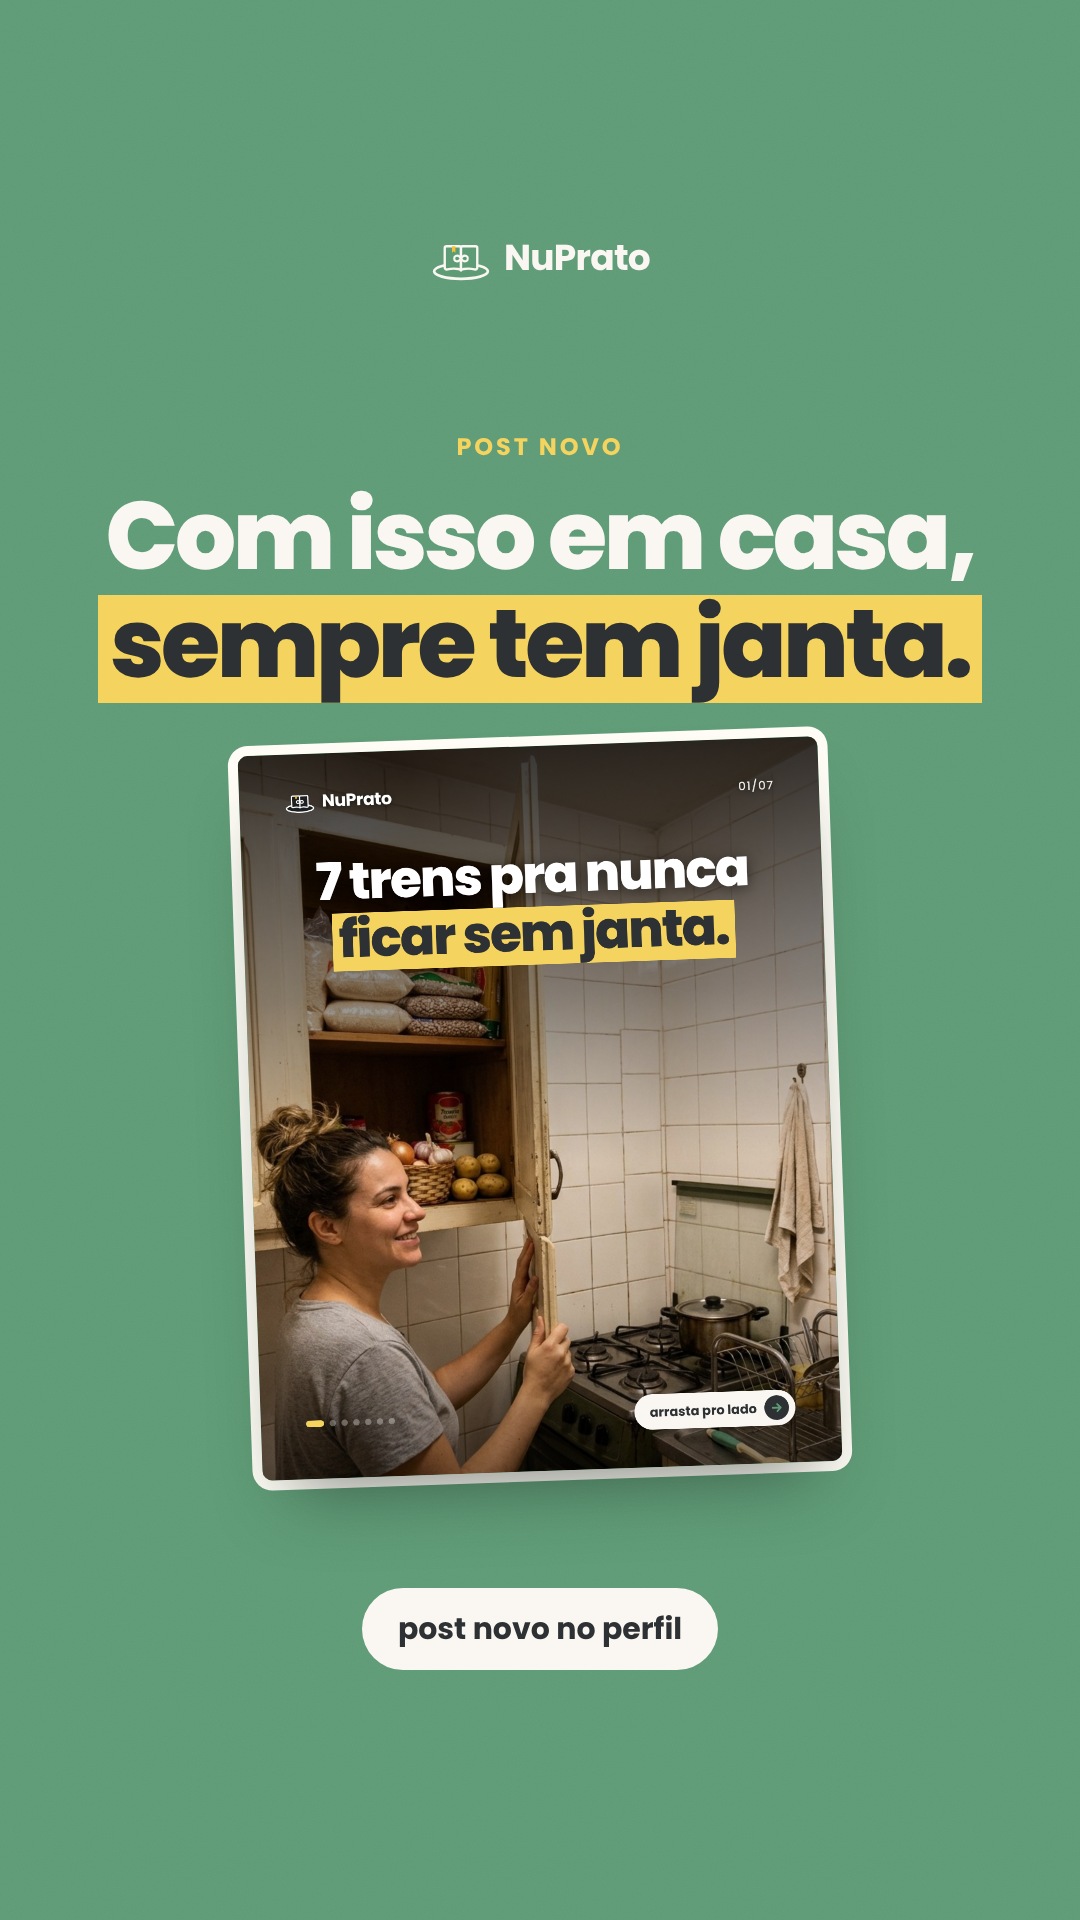 NuPrato
POST NOVO
Com isso em casa,
sempre tem janta.
NuPrato
01/07
7 trens pra nunca
ficar sem janta.
arrasta pro lado
post novo no perfil